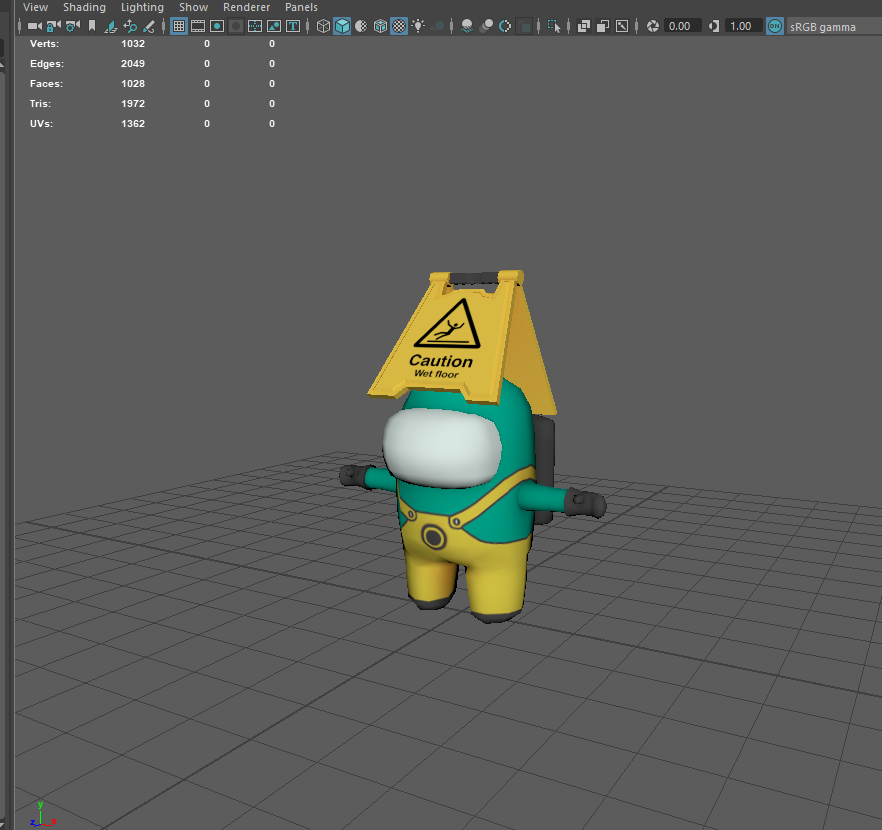 View Shading Lighting Show Renderer Panels
0.00 1.00 ON sRGB gamma
Verts: 1032 0 0
Edges: 2049 0 0
Faces: 1028 0 0
Tris: 1972 0 0
UVs: 1362 0 0
Caution
Wet floor
y
z x